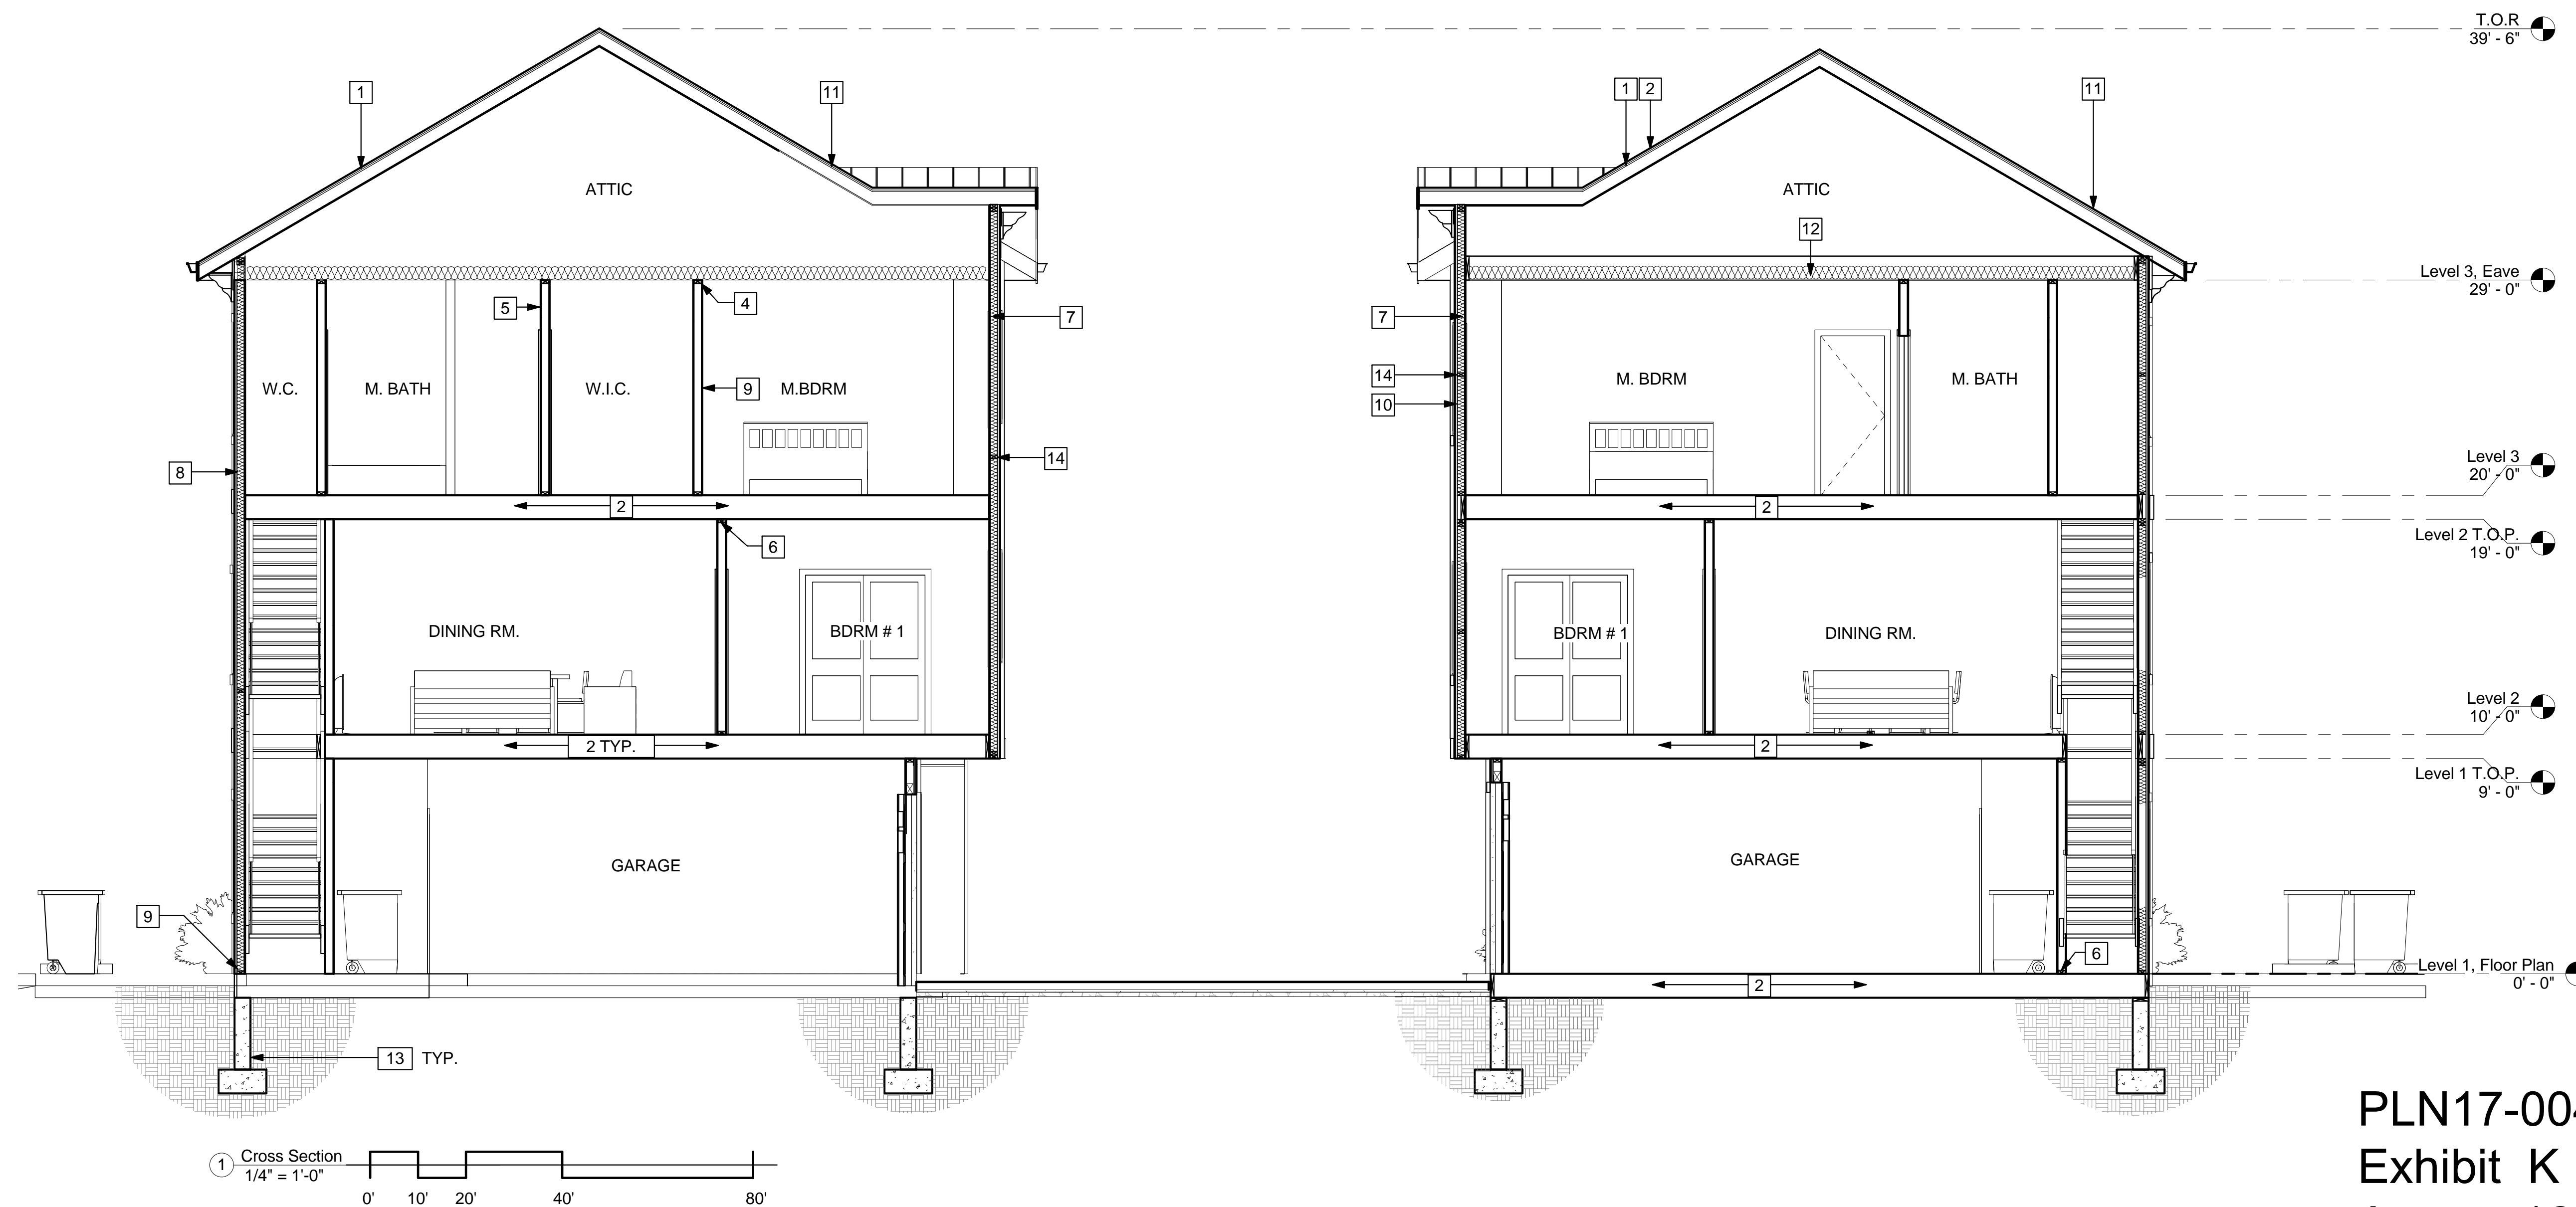 T.O.R
39' - 6"
1
11
1
2
11
ATTIC
ATTIC
12
Level 3, Eave
29' - 0"
5
4
7
7
W.C.
M. BATH
W.I.C.
9
M.BDRM
14
10
M. BDRM
M. BATH
8
14
Level 3
20' - 0"
2
2
6
Level 2 T.O.P.
19' - 0"
DINING RM.
BDRM # 1
BDRM # 1
DINING RM.
Level 2
10' - 0"
2 TYP.
2
Level 1 T.O.P.
9' - 0"
GARAGE
GARAGE
9
6
Level 1, Floor Plan
0' - 0"
2
13 TYP.
PLN17-00
Exhibit K
1 Cross Section
1/4" = 1'-0"
0' 10' 20' 40' 80'